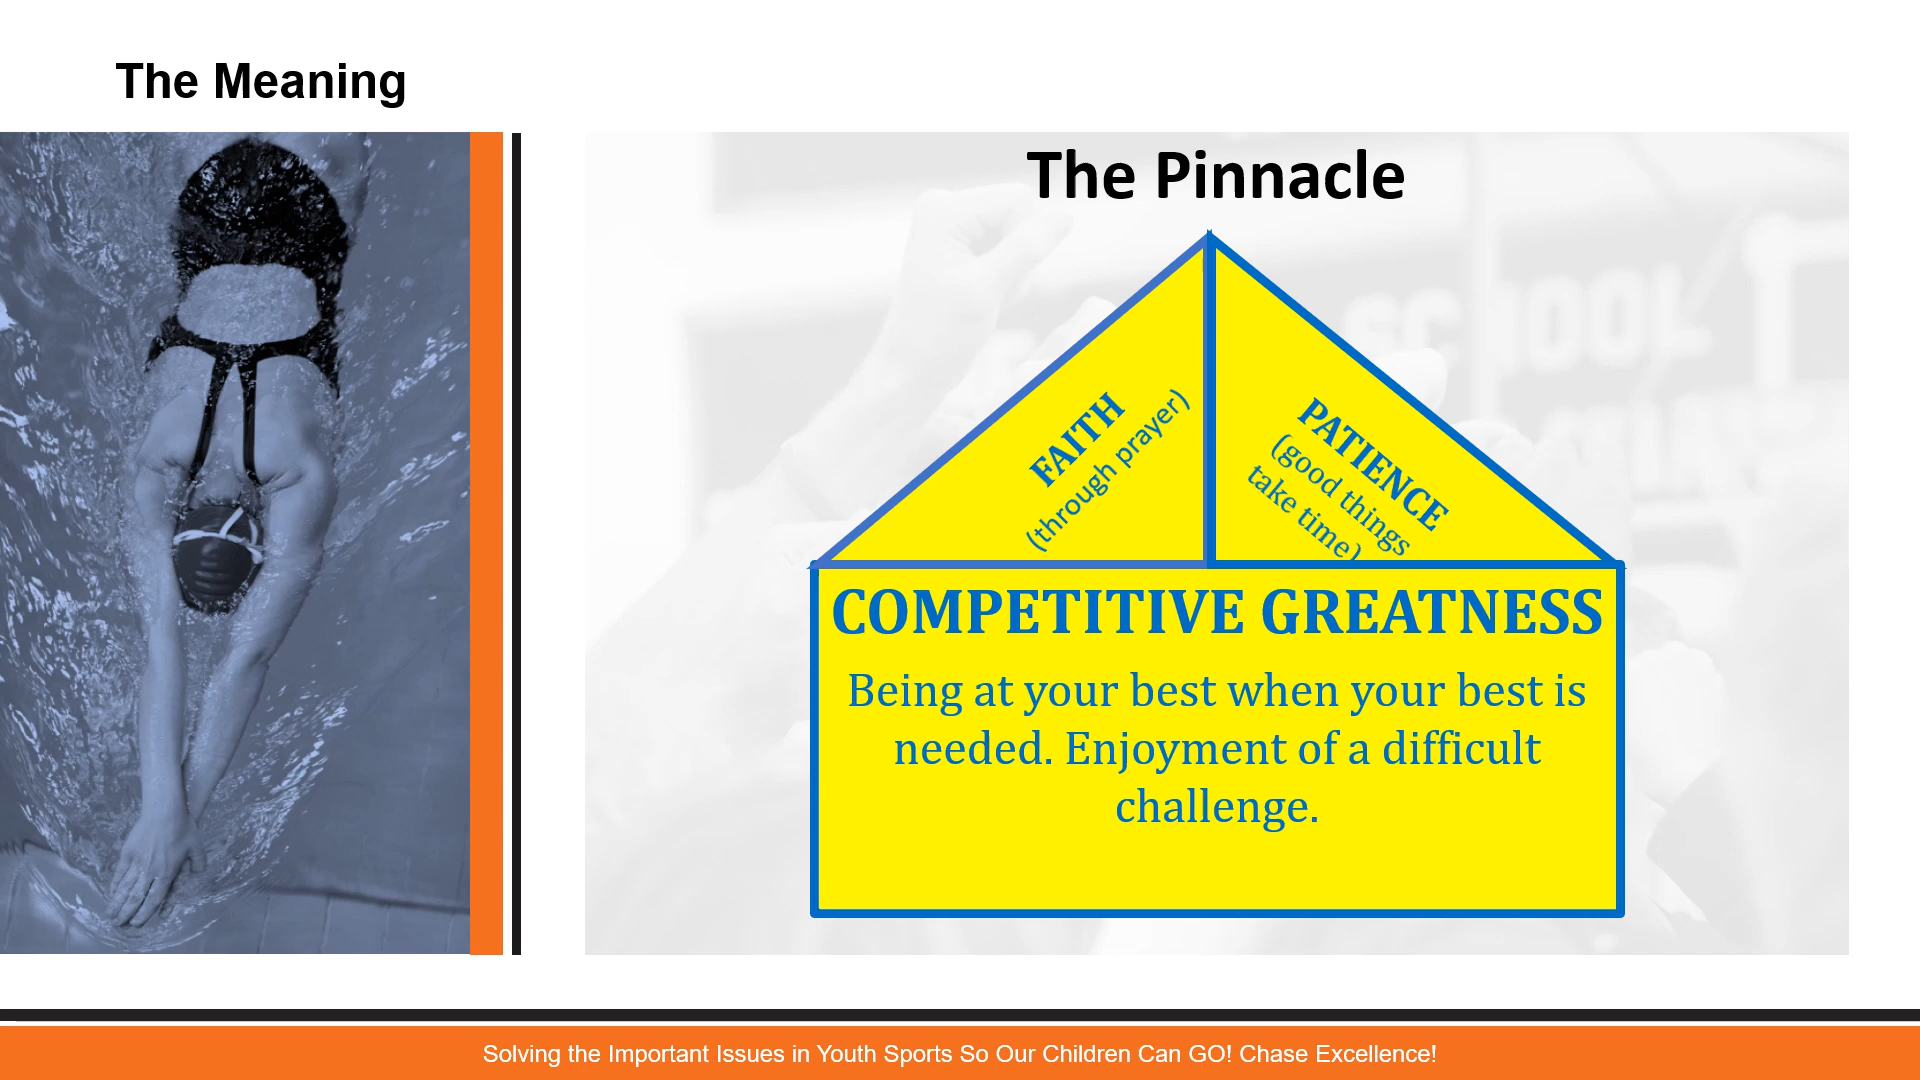 The Meaning
The Pinnacle
SCHOOL
FAITH
(through prayer)
PATIENCE
(good things
take time)
COMPETITIVE GREATNESS
Being at your best when your best is
needed. Enjoyment of a difficult
challenge.
Solving the Important Issues in Youth Sports So Our Children Can GO! Chase Excellence!